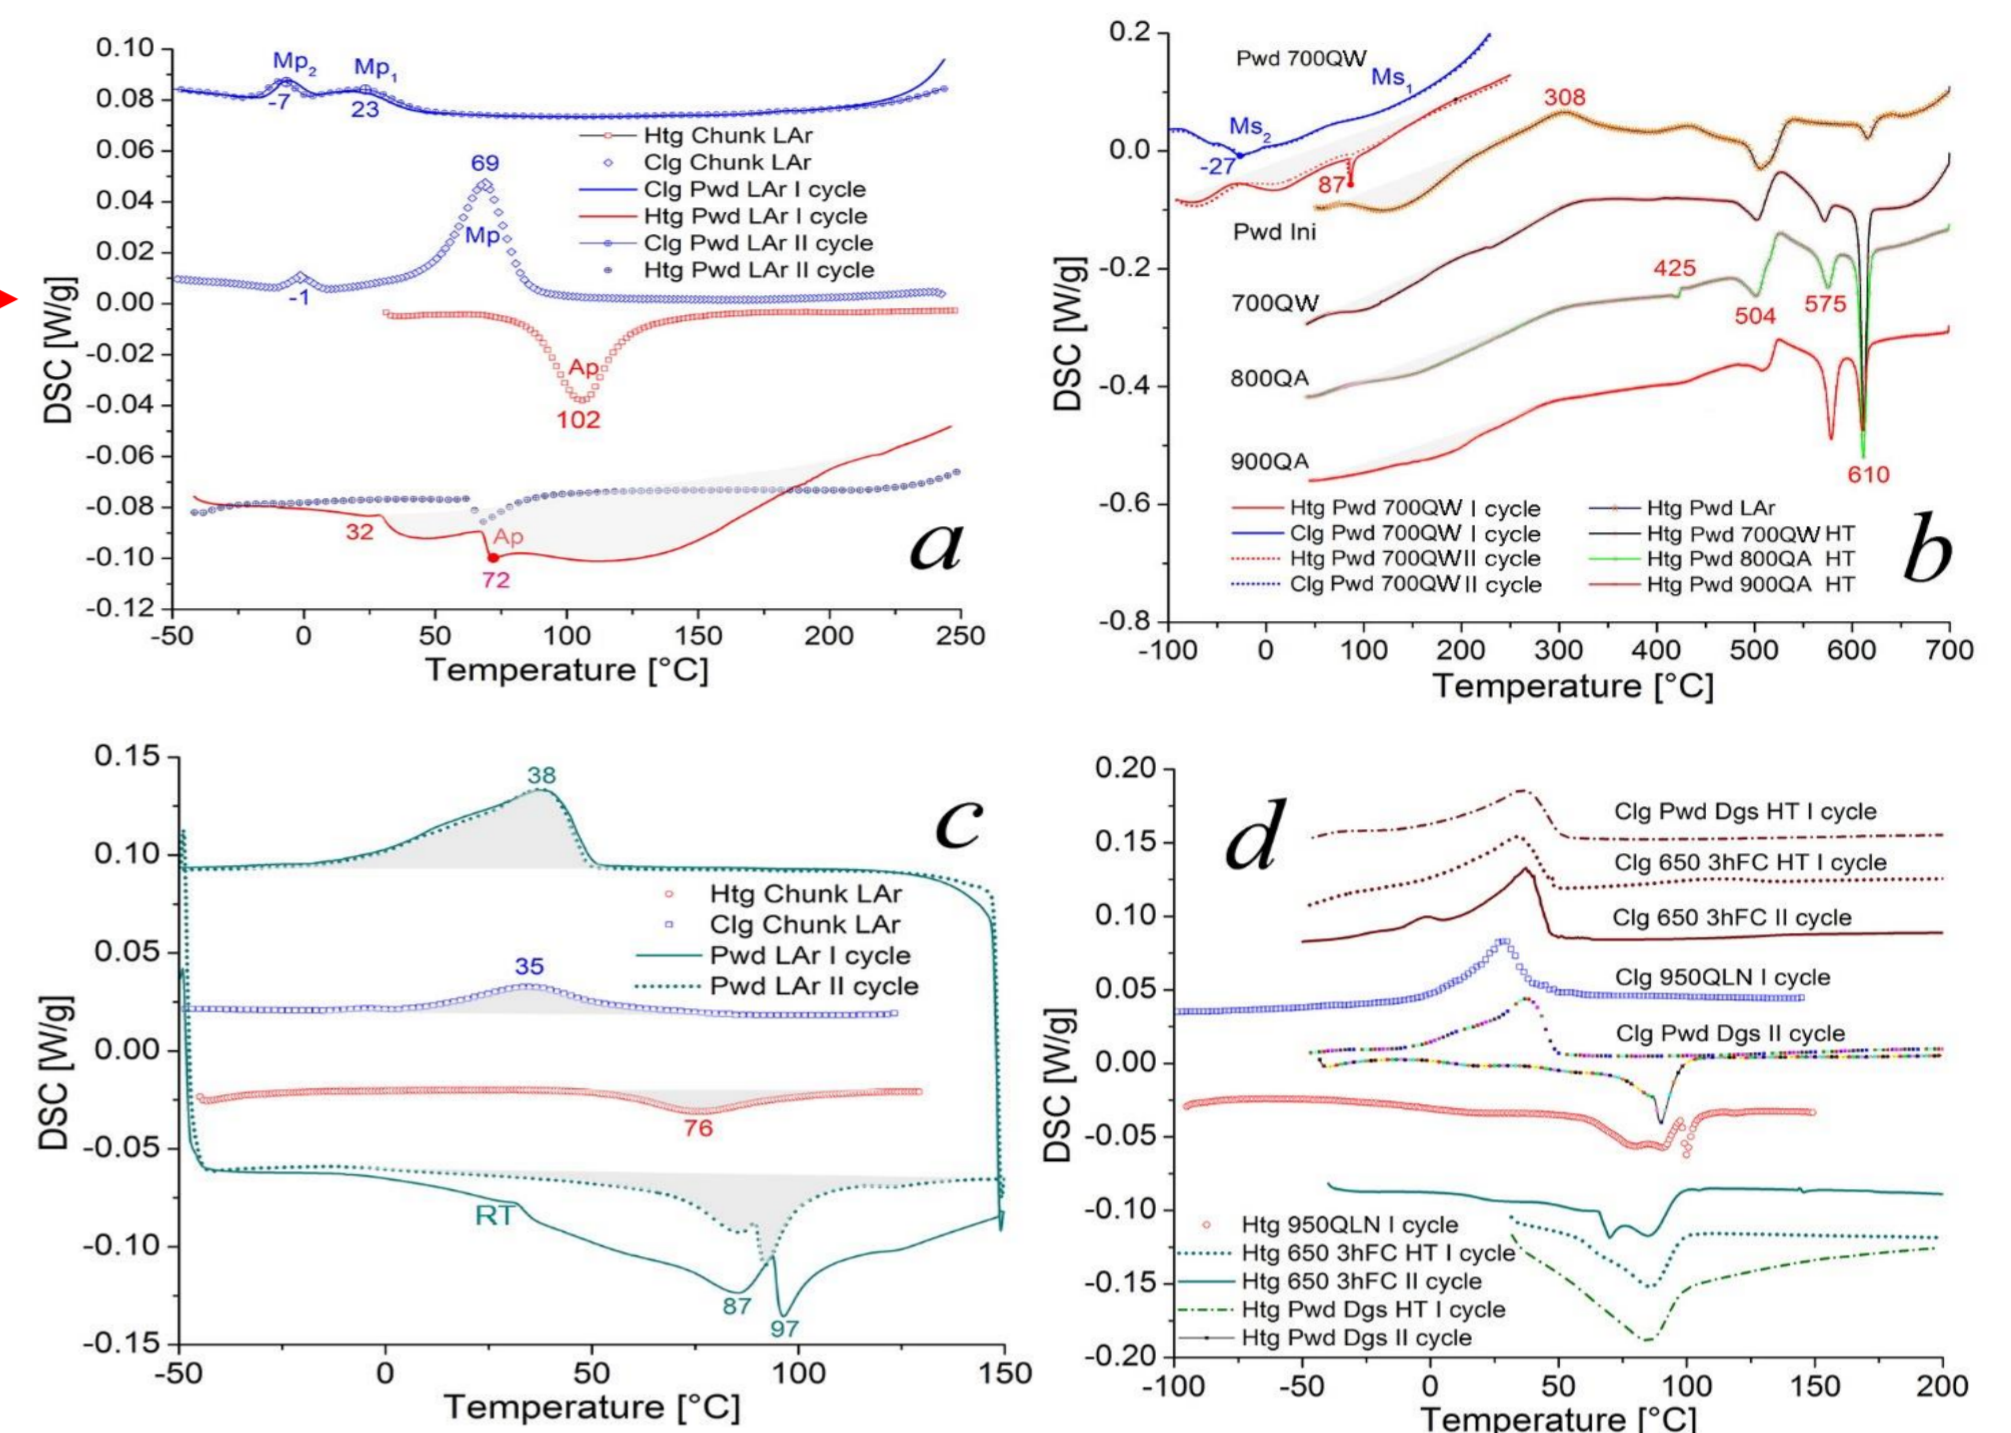 0.10
0.08
0.06
0.04
0.02
0.00
-0.02
-0.04
-0.06
-0.08
-0.10
-0.12
DSC [W/g]
-50 0 50 100 150 200 250
Temperature [°C]
Mp2
-7
Mp1
23
69
Mp
-1
Ap
102
32
Ap
72
Htg Chunk LAr
Clg Chunk LAr
Clg Pwd LAr I cycle
Htg Pwd LAr I cycle
Clg Pwd LAr II cycle
Htg Pwd LAr II cycle
a
0.2
0.0
-0.2
-0.4
-0.6
-0.8
DSC [W/g]
-100 0 100 200 300 400 500 600 700
Temperature [°C]
Pwd 700QW
Ms1
Ms2
-27
87
308
Pwd Ini
700QW
425
504
575
800QA
900QA
610
Htg Pwd 700QW I cycle
Clg Pwd 700QW I cycle
Htg Pwd 700QW II cycle
Clg Pwd 700QW II cycle
Htg Pwd LAr
Htg Pwd 700QW HT
Htg Pwd 800QA HT
Htg Pwd 900QA HT
b
0.15
0.10
0.05
0.00
-0.05
-0.10
-0.15
DSC [W/g]
-50 0 50 100 150
Temperature [°C]
38
35
76
RT
87
97
Htg Chunk LAr
Clg Chunk LAr
Pwd LAr I cycle
Pwd LAr II cycle
c
0.20
0.15
0.10
0.05
0.00
-0.05
-0.10
-0.15
-0.20
DSC [W/g]
-100 -50 0 50 100 150 200
Temperature [°C]
d
Clg Pwd Dgs HT I cycle
Clg 650 3hFC HT I cycle
Clg 650 3hFC II cycle
Clg 950QLN I cycle
Clg Pwd Dgs II cycle
Htg 950QLN I cycle
Htg 650 3hFC HT I cycle
Htg 650 3hFC II cycle
Htg Pwd Dgs HT I cycle
Htg Pwd Dgs II cycle